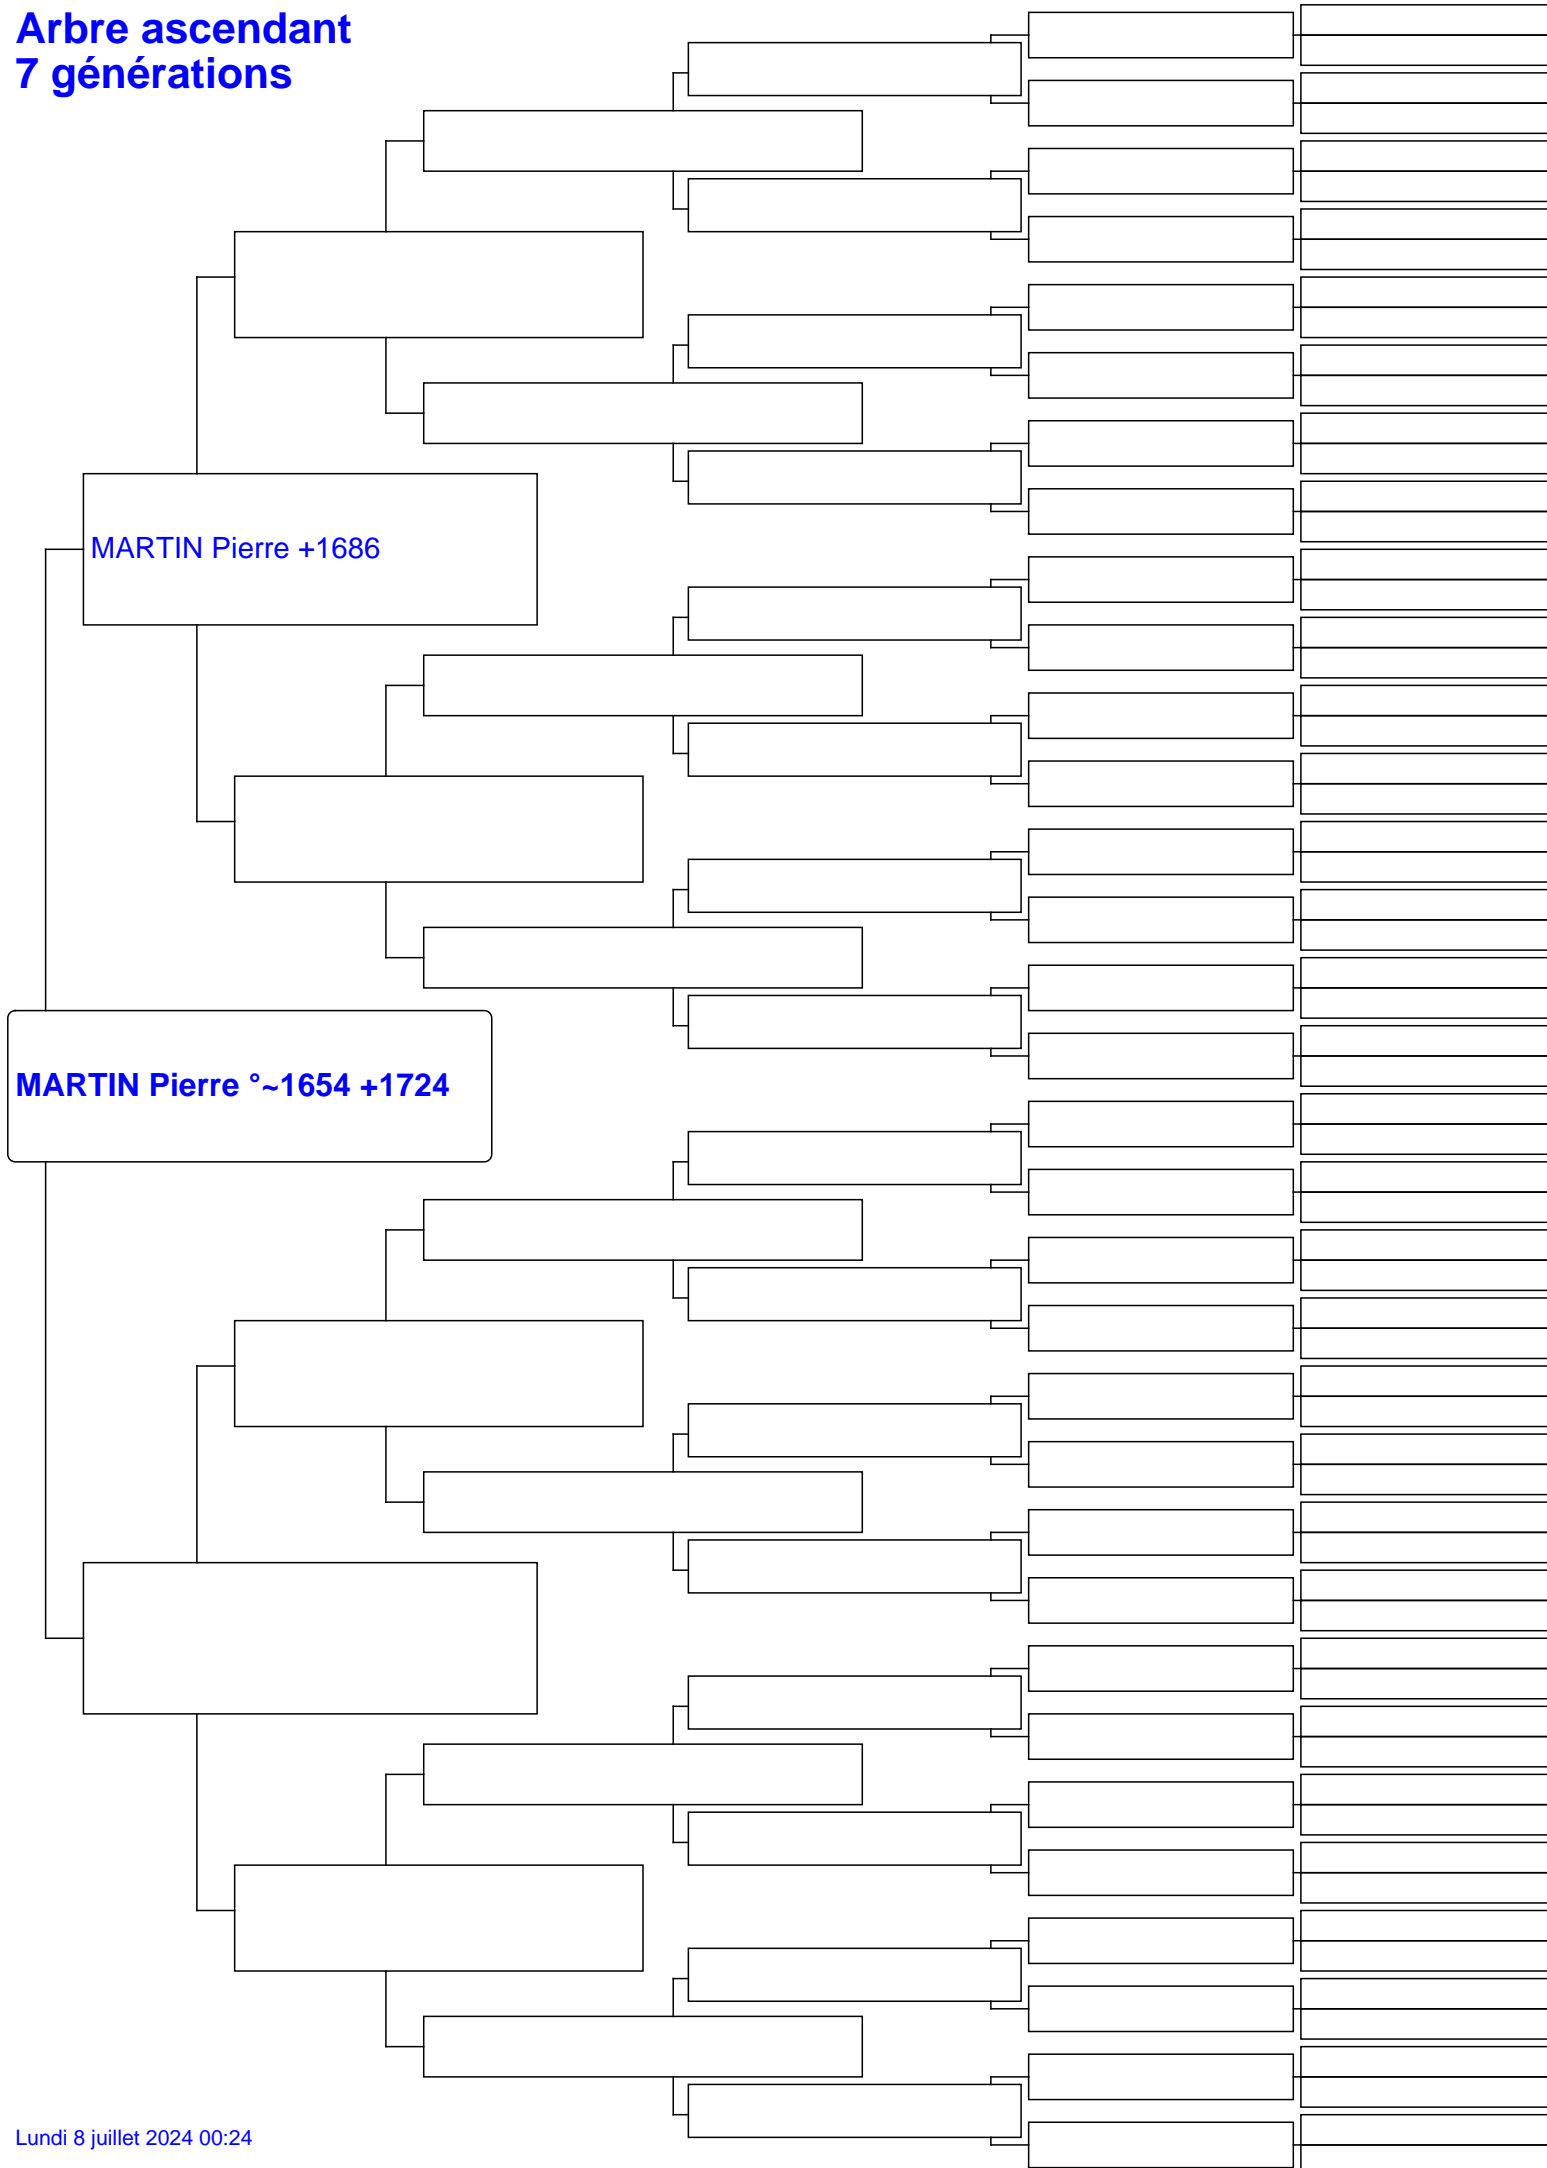 Arbre ascendant
7 générations
MARTIN Pierre +1686
MARTIN Pierre °~1654 +1724
Lundi 8 juillet 2024 00:24